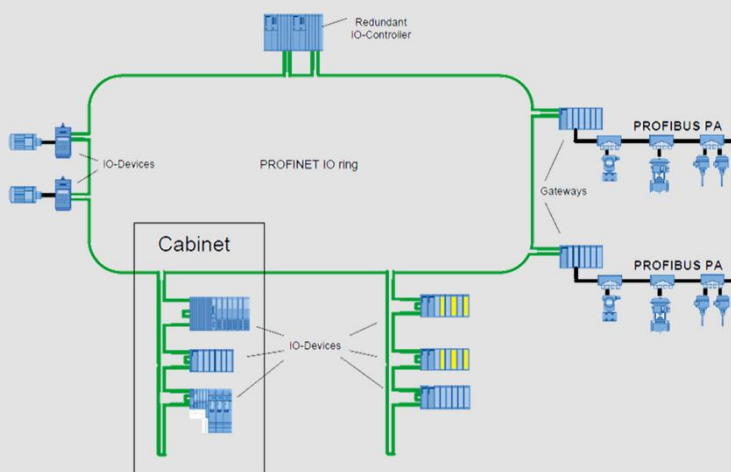 Redundant
IO-Controller
PROFIBUS PA
IO-Devices
PROFINET IO ring
Gateways
Cabinet
PROFIBUS PA
IO-Devices